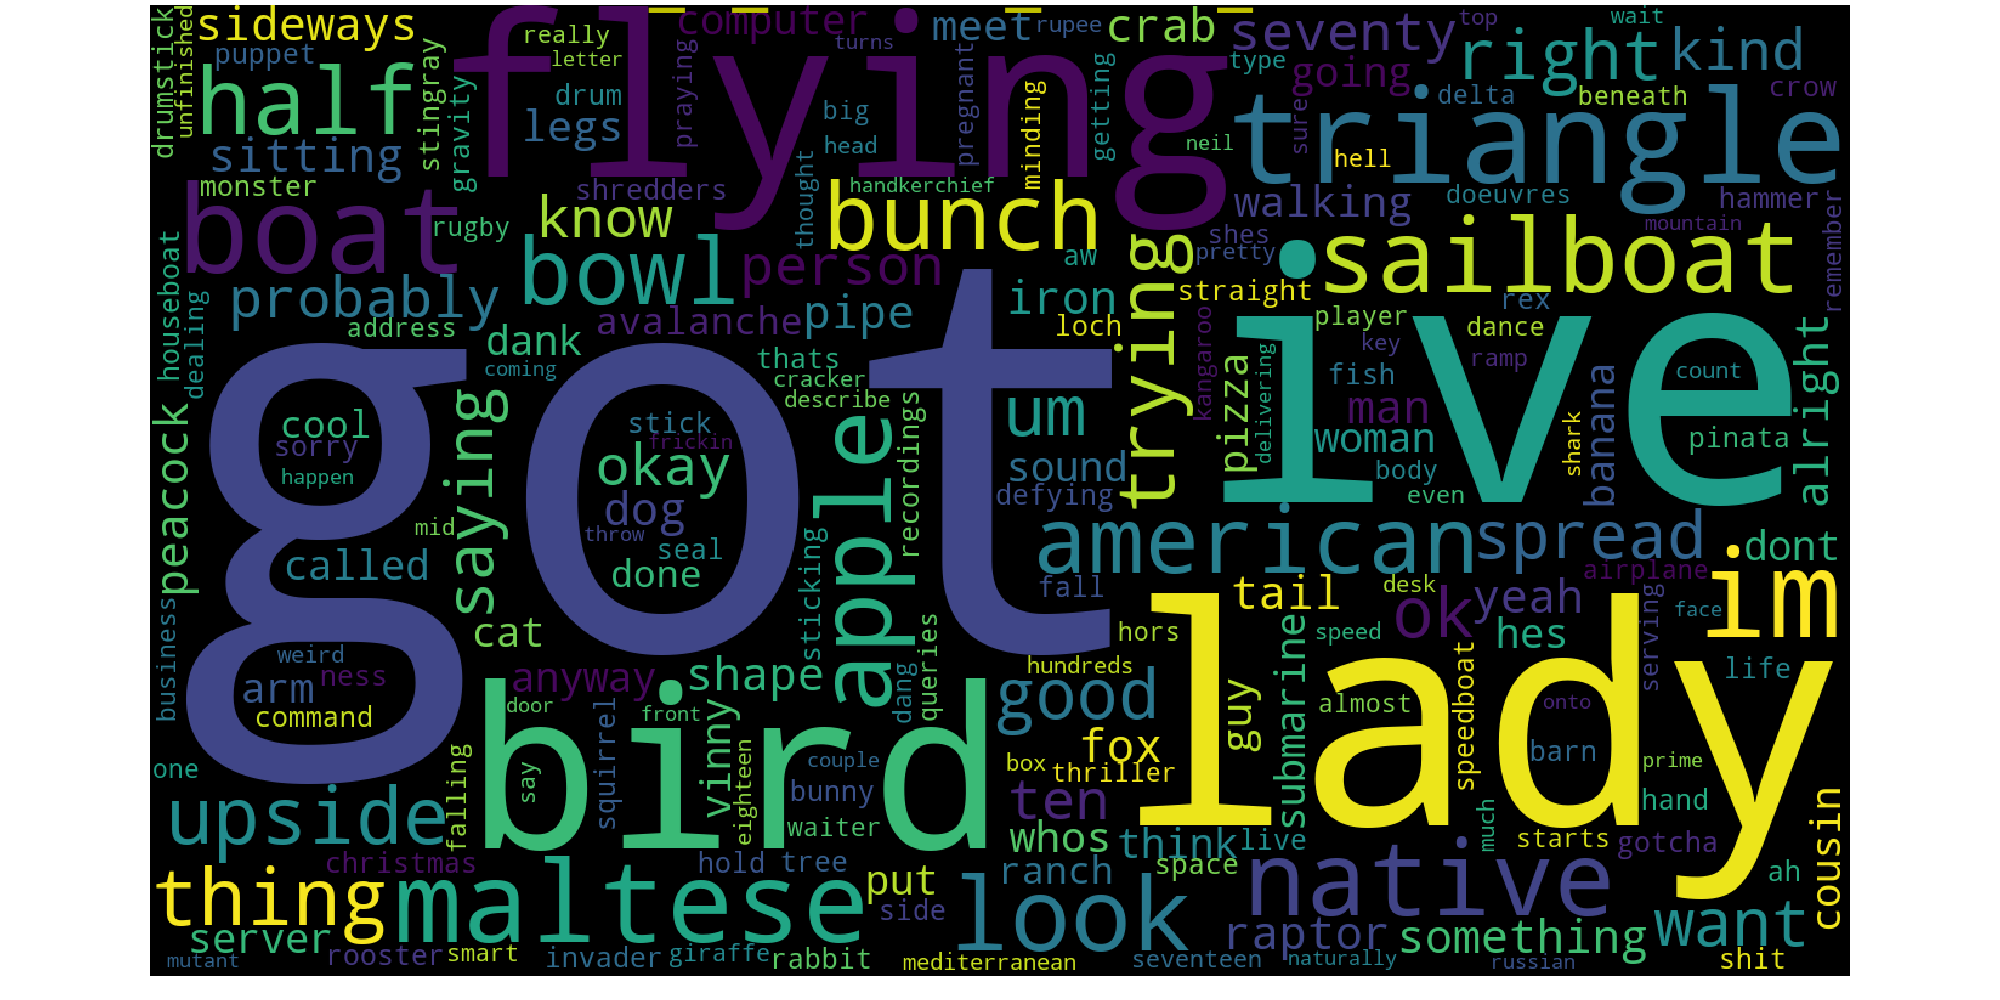 sideways
puppet
drumstick
unfinished
half
sitting
stingray
gravity
flying
really
letter
drum
legs
computer
praying
turns
big
head
meet
rupee
pregnant
minding
getting
crab
seventy
type
going
right
kind
top
wait
delta
beneath
crow
sure
neil
hell
triangle
monster
boat
rugby
know
shredders
thought
handkerchief
bunch
bowl
person
aw
walking
doeuvres
hammer
shes
pretty
mountain
remember
trying
sailboat
houseboat
dealing
probably
address
avalanche
pipe
iron
loch
straight
rex
player
dance
dank
coming
thats
cracker
describe
kangaroo
key
ramp
fish
count
got
ive
peacock
cool
sorry
happen
saying
stick
frickin
okay
dog
throw
seal
done
apple
recordings
um
sound
defying
pizza
delivering
man
woman
body
even
shark
banana
pinata
alright
mid
called
sticking
american
spread
dont
airplane
fall
tail
desk
ok
yeah
im
business
weird
ness
arm
command
cat
anyway
shape
dang
queries
hors
hundreds
good
speed
submarine
hes
serving
face
life
lady
door
front
bird
squirrel
vinny
say
eighteen
couple
bunny
waiter
fox
box
thriller
guy
almost
speedboat
onto
barn
prime
hand
one
upside
falling
christmas
hold
tree
ten
whos
think
live
much
starts
gotcha
cousin
thing
maltese
put
side
look
ranch
space
native
ah
server
rooster
smart
invader
giraffe
rabbit
mediterranean
raptor
something
want
mutant
seventeen
naturally
russian
shit